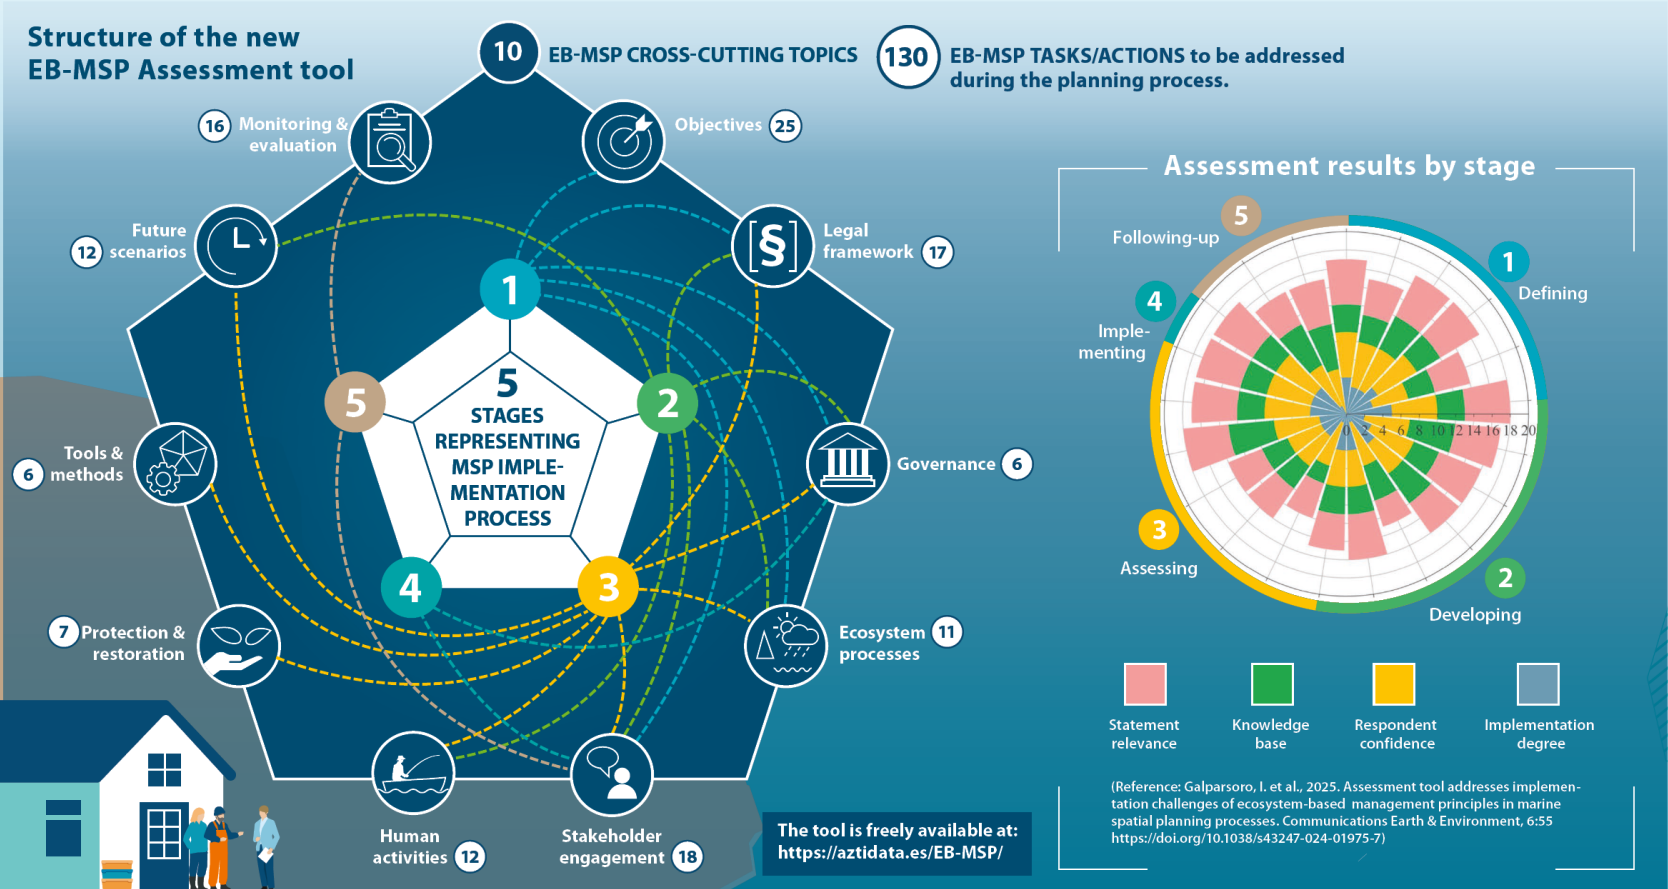 Structure of the new
EB-MSP Assessment tool
10 EB-MSP CROSS-CUTTING TOPICS
130 EB-MSP TASKS/ACTIONS to be addressed
during the planning process.
16 Monitoring &
evaluation
Objectives 25
Future
12 scenarios
Legal
framework 17
[§]
Tools &
6 methods
Governance 6
7 Protection &
restoration
Ecosystem 11
processes
Human
activities 12
Stakeholder
engagement 18
1
2
3
4
5
5
STAGES
REPRESENTING
MSP IMPLE-
MENTATION
PROCESS
The tool is freely available at:
https://aztidata.es/EB-MSP/
Assessment results by stage
5
Following-up
1
Defining
4
Imple-
menting
3
Assessing
2
Developing
0 2 4 6 8 10 12 14 16 18 20
Statement
relevance
Knowledge
base
Respondent
confidence
Implementation
degree
(Reference: Galparsoro, I. et al., 2025. Assessment tool addresses implemen-
tation challenges of ecosystem-based management principles in marine
spatial planning processes. Communications Earth & Environment, 6:55
https://doi.org/10.1038/s43247-024-01975-7)